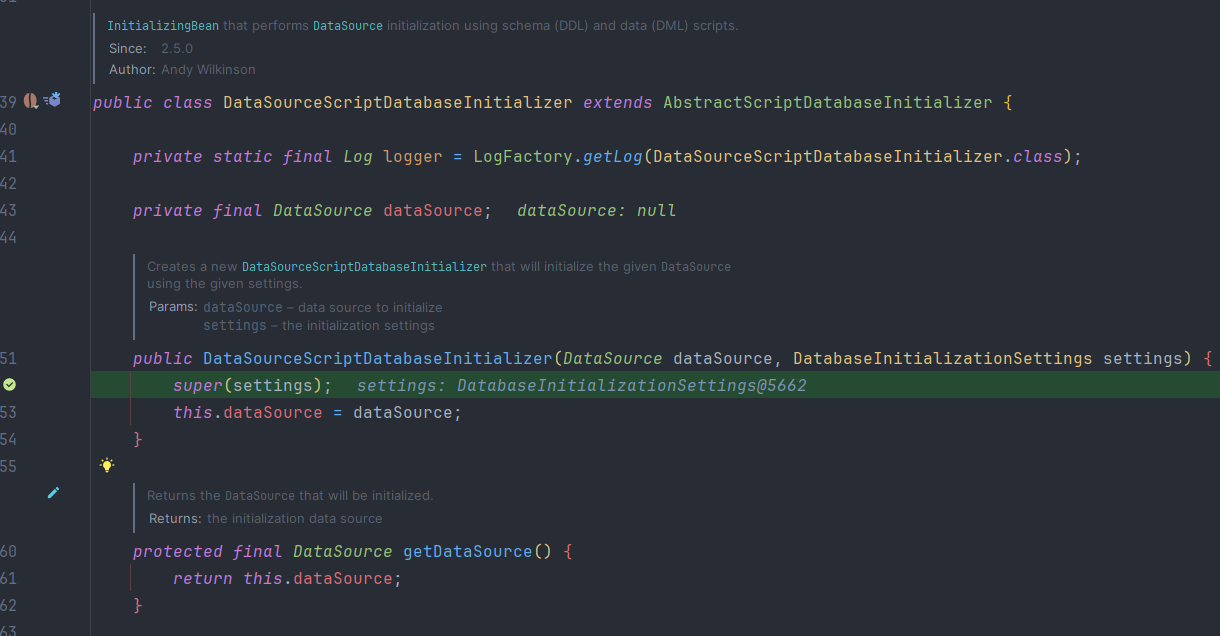 InitializingBean that performs DataSource initialization using schema (DDL) and data (DML) scripts.
Since: 2.5.0
Author: Andy Wilkinson
39 public class DataSourceScriptDatabaseInitializer extends AbstractScriptDatabaseInitializer {
40
41 private static final Log logger = LogFactory.getLog(DataSourceScriptDatabaseInitializer.class);
42
43 private final DataSource dataSource; dataSource: null
44
Creates a new DataSourceScriptDatabaseInitializer that will initialize the given DataSource
using the given settings.
Params: dataSource – data source to initialize
settings – the initialization settings
51 public DataSourceScriptDatabaseInitializer(DataSource dataSource, DatabaseInitializationSettings settings) {
super(settings); settings: DatabaseInitializationSettings@5662
53 this.dataSource = dataSource;
54 }
55
Returns the DataSource that will be initialized.
Returns: the initialization data source
60 protected final DataSource getDataSource() {
61 return this.dataSource;
62 }
63